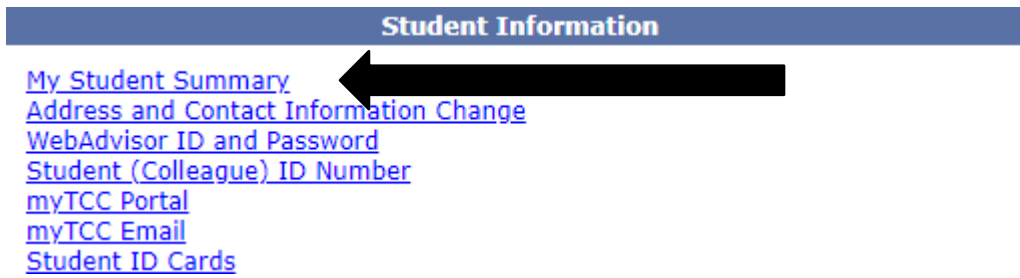 Student Information
My Student Summary
Address and Contact Information Change
WebAdvisor ID and Password
Student (Colleague) ID Number
myTCC Portal
myTCC Email
Student ID Cards